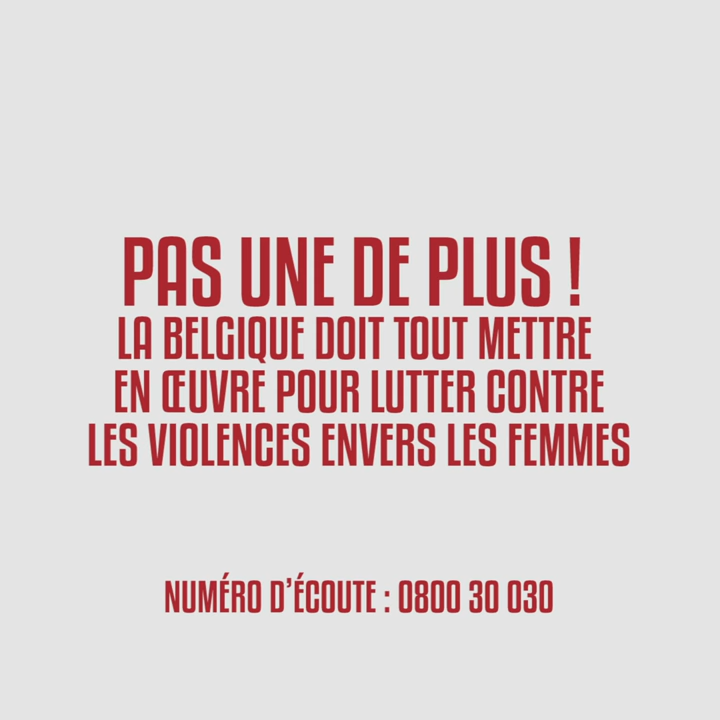 PAS UNE DE PLUS !
LA BELGIQUE DOIT TOUT METTRE
EN ŒUVRE POUR LUTTER CONTRE
LES VIOLENCES ENVERS LES FEMMES
NUMÉRO D’ÉCOUTE : 0800 30 030